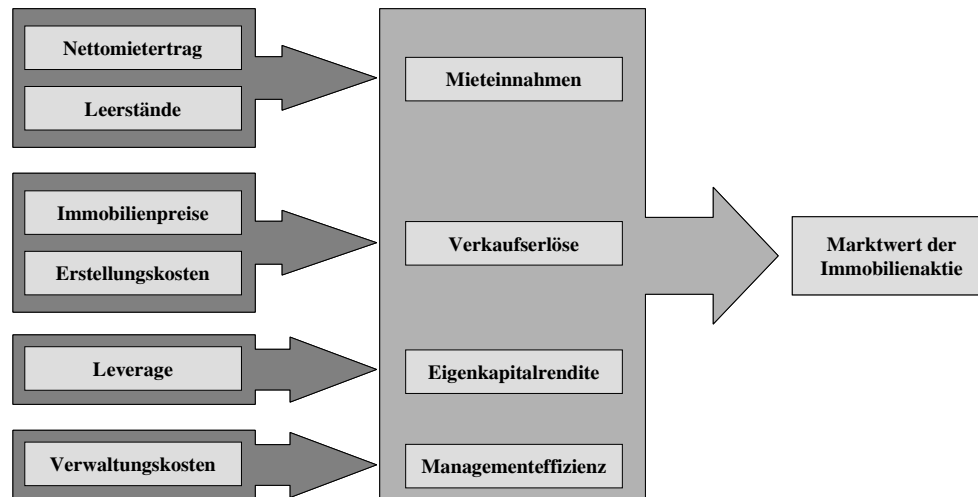 Nettomietertrag
Leerstände
Mieteinnahmen
Immobilienpreise
Erstellungskosten
Verkaufserlöse
Marktwert der
Immobilienaktie
Leverage
Eigenkapitalrendite
Verwaltungskosten
Managementeffizienz